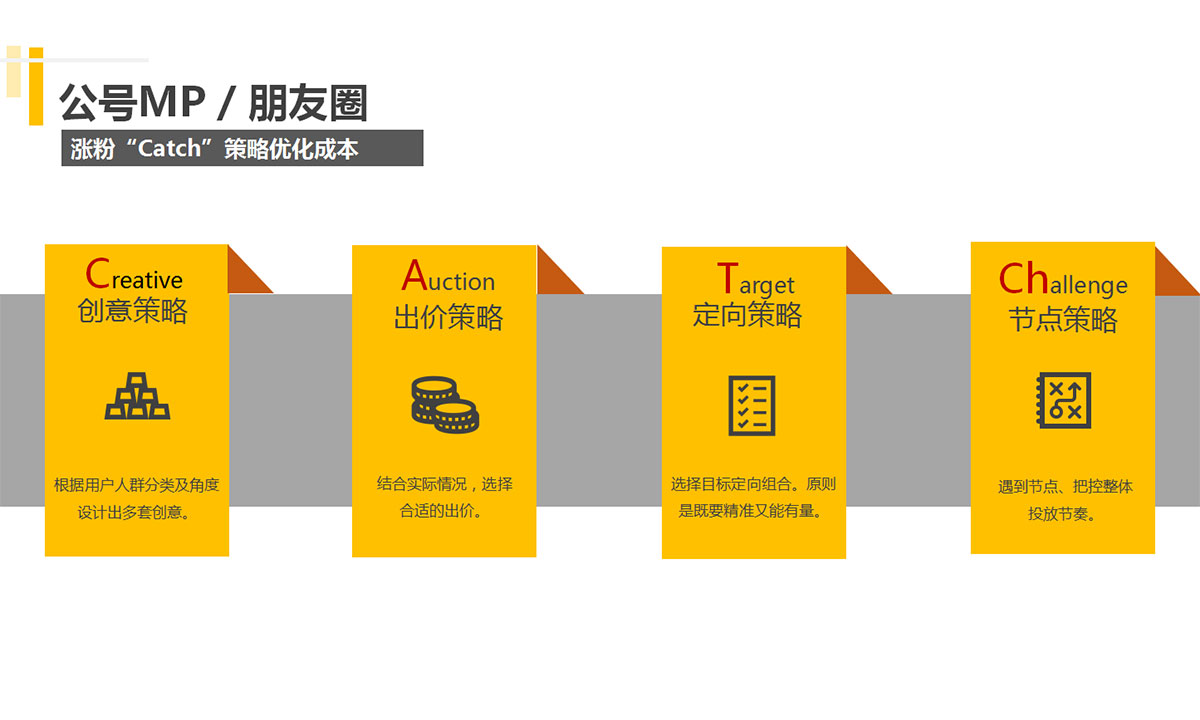 公号MP / 朋友圈
涨粉“Catch”策略优化成本
Creative
创意策略
根据用户人群分类及角度
设计出多套创意。
Auction
出价策略
结合实际情况，选择
合适的出价。
Target
定向策略
选择目标定向组合。原则
是既要精准又能有量。
Challenge
节点策略
遇到节点、把控整体
投放节奏。